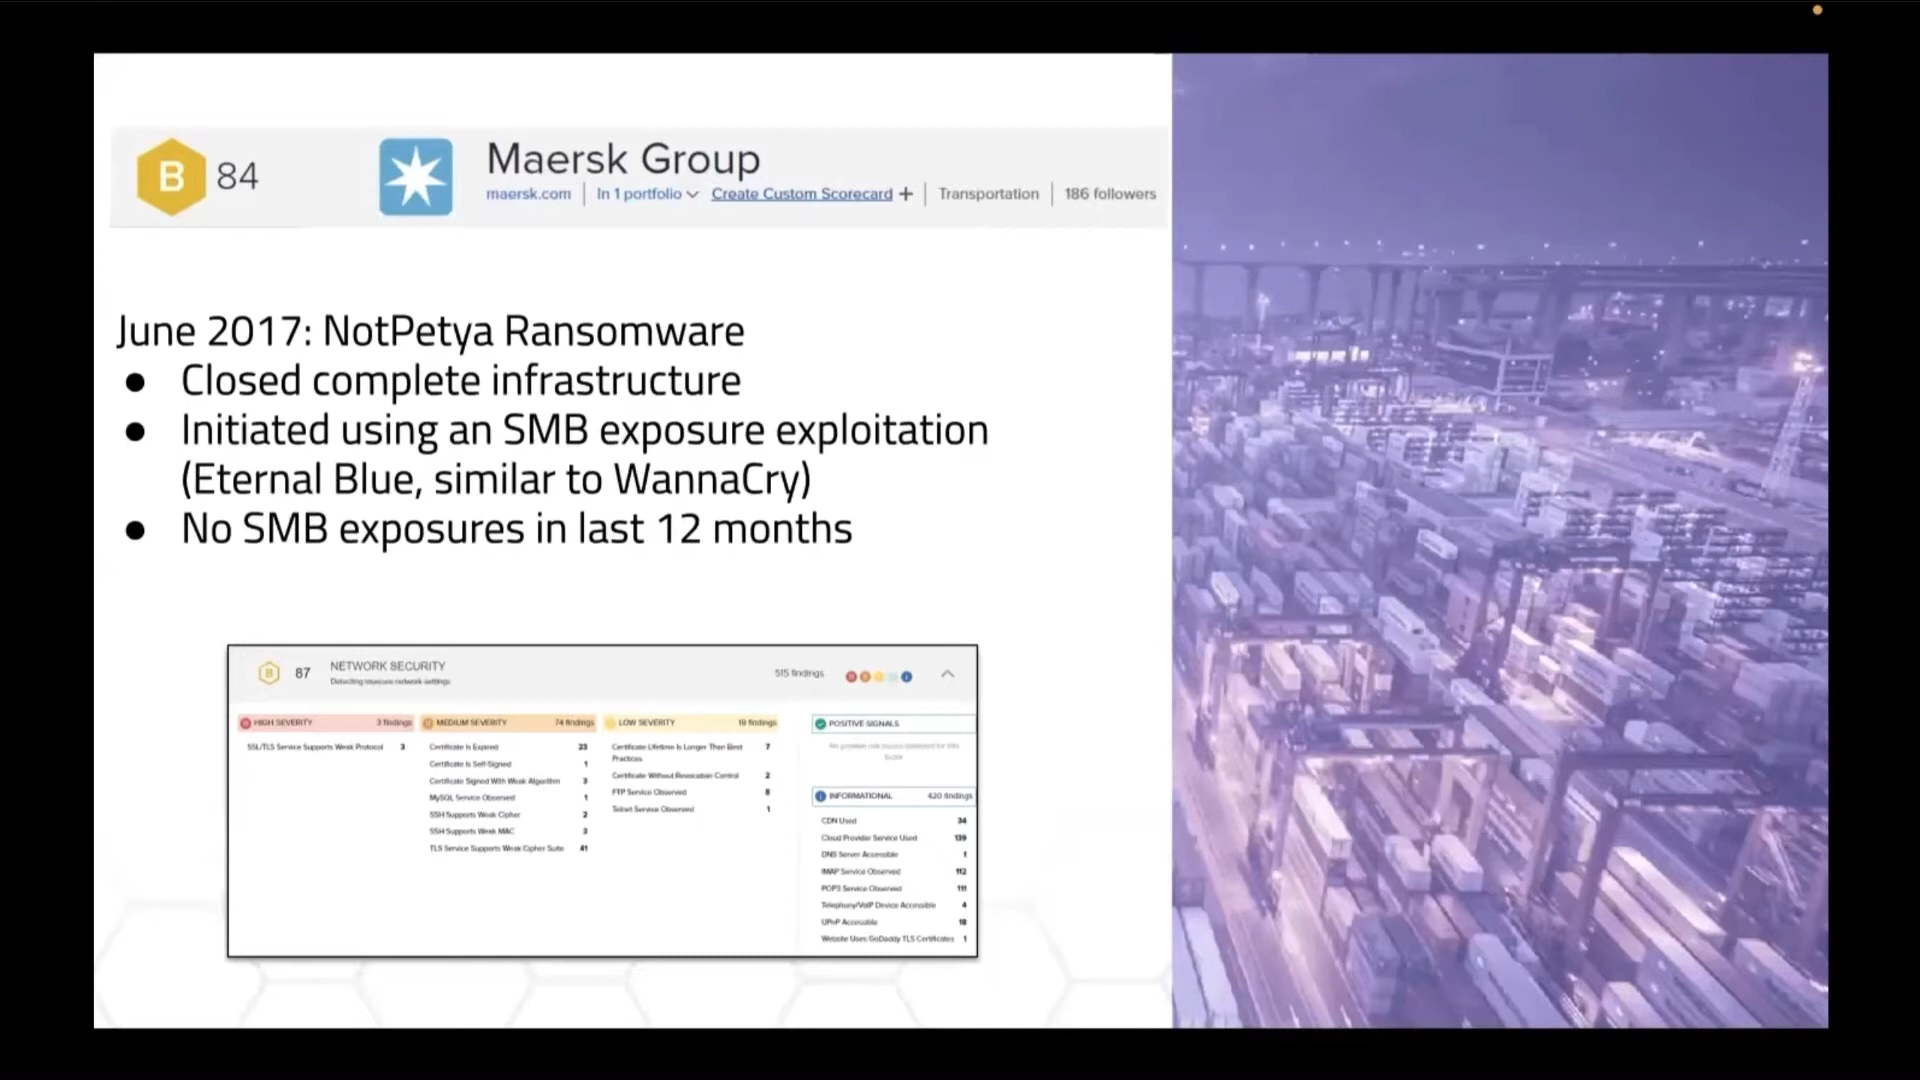 B 84
Maersk Group
maersk.com In 1 portfolio Create Custom Scorecard + Transportation 186 followers
June 2017: NotPetya Ransomware
● Closed complete infrastructure
● Initiated using an SMB exposure exploitation
(Eternal Blue, similar to WannaCry)
● No SMB exposures in last 12 months
B 87 NETWORK SECURITY 515 findings
Detecting insecure network settings
HIGH SEVERITY 3 findings
SSL/TLS Service Supports Weak Protocol 3
MEDIUM SEVERITY 74 findings
Certificate Is Expired 23
Certificate Is Self-Signed 1
Certificate Signed With Weak Algorithm 3
MySQL Service Observed 1
SSH Supports Weak Cipher 2
SSH Supports Weak MAC 3
TLS Service Supports Weak Cipher Suite 41
LOW SEVERITY 18 findings
Certificate Lifetime Is Longer Than Best 7
Practices
Certificate Without Revocation Control 2
FTP Service Observed 8
Telnet Service Observed 1
POSITIVE SIGNALS
INFORMATIONAL 420 findings
CDN Used 34
Cloud Provider Service Used 139
DNS Server Accessible 1
IMAP Service Observed 112
POP3 Service Observed 111
Telephony/VoIP Device Accessible 4
UPnP Accessible 18
Website Uses GoDaddy TLS Certificates 1